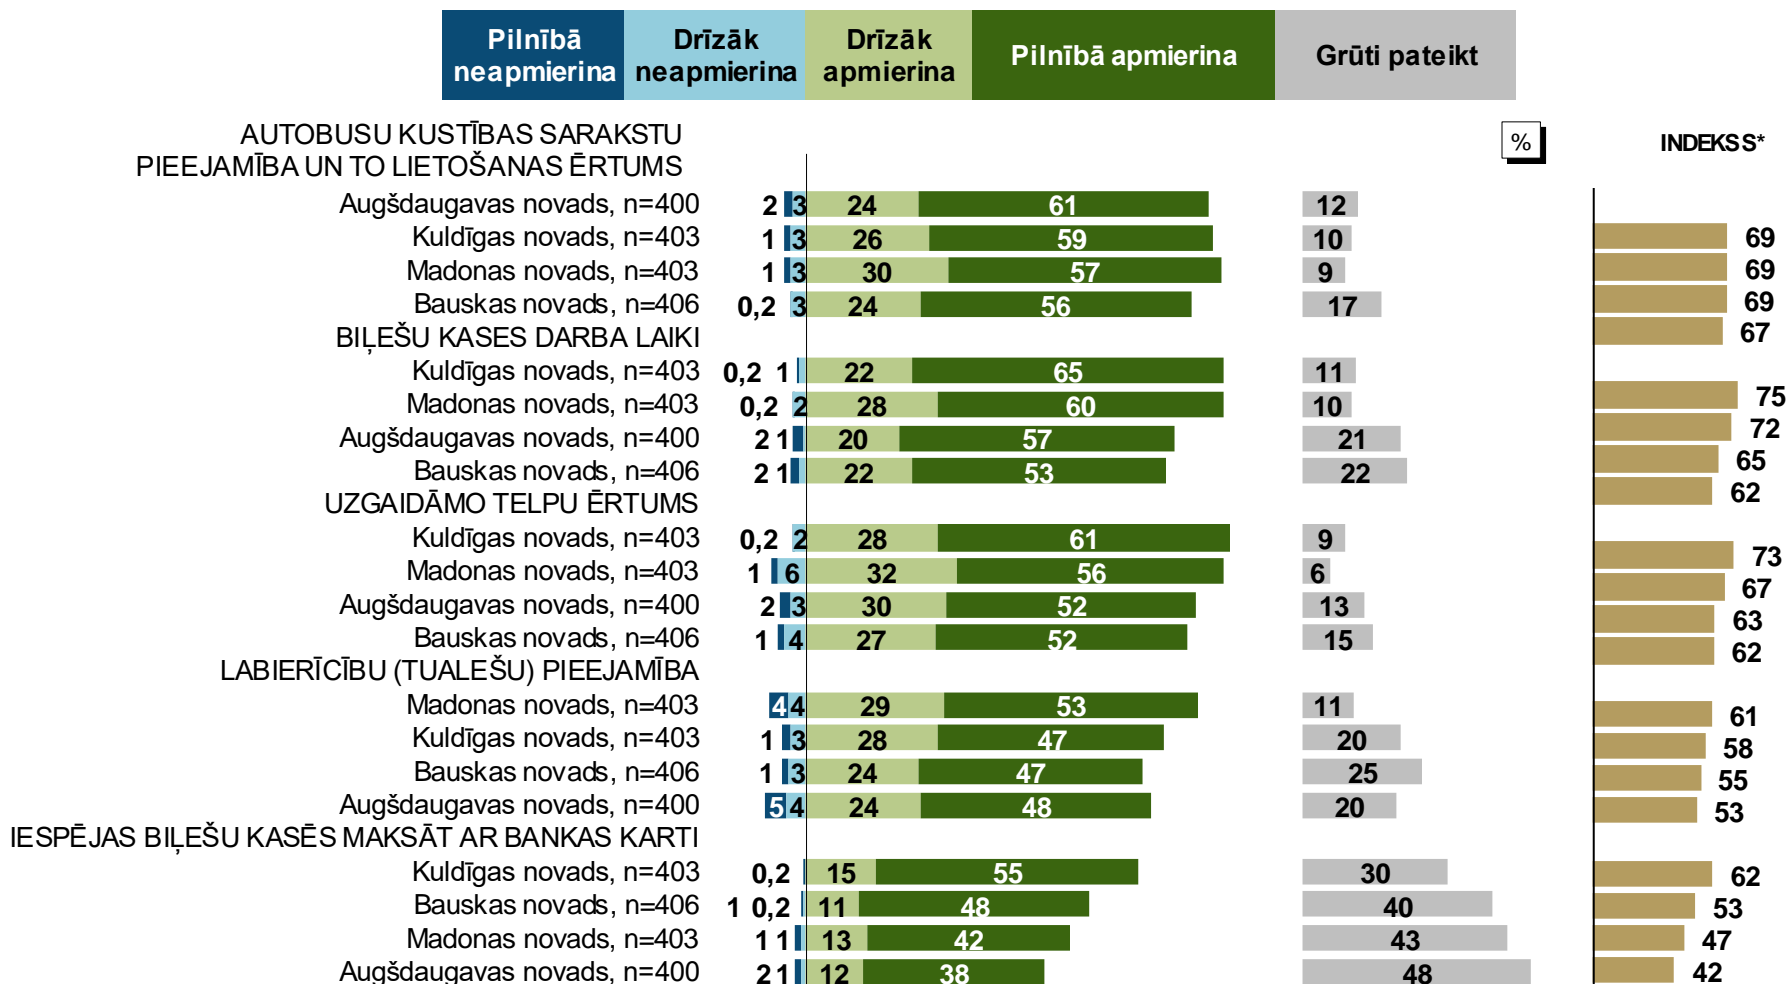 Pilnībā neapmierina
Drīzāk neapmierina
Drīzāk apmierina
Pilnībā apmierina
Grūti pateikt
%
INDEKSS*
AUTOBUSU KUSTĪBAS SARAKSTU
PIEEJAMĪBA UN TO LIETOŠANAS ĒRTUMS
Augšdaugavas novads, n=400 2 3 24 61 12
Kuldīgas novads, n=403 1 3 26 59 10 69
Madonas novads, n=403 1 3 30 57 9 69
Bauskas novads, n=406 0,2 3 24 56 17 69
BIĻEŠU KASES DARBA LAIKI 67
Kuldīgas novads, n=403 0,2 1 22 65 11
Madonas novads, n=403 0,2 2 28 60 10 75
Augšdaugavas novads, n=400 2 1 20 57 21 72
Bauskas novads, n=406 2 1 22 53 22 65
UZGAIDĀMO TELPU ĒRTUMS 62
Kuldīgas novads, n=403 0,2 2 28 61 9
Madonas novads, n=403 1 6 32 56 6 73
Augšdaugavas novads, n=400 2 3 30 52 13 67
Bauskas novads, n=406 1 4 27 52 15 63
LABIERĪCĪBU (TUALEŠU) PIEEJAMĪBA 62
Madonas novads, n=403 4 4 29 53 11 61
Kuldīgas novads, n=403 1 3 28 47 20 58
Bauskas novads, n=406 1 3 24 47 25 55
Augšdaugavas novads, n=400 5 4 24 48 20 53
IESPĒJAS BIĻEŠU KASĒS MAKSĀT AR BANKAS KARTI
Kuldīgas novads, n=403 0,2 15 55 30 62
Bauskas novads, n=406 1 0,2 11 48 40 53
Madonas novads, n=403 1 1 13 42 43 47
Augšdaugavas novads, n=400 2 1 12 38 48 42